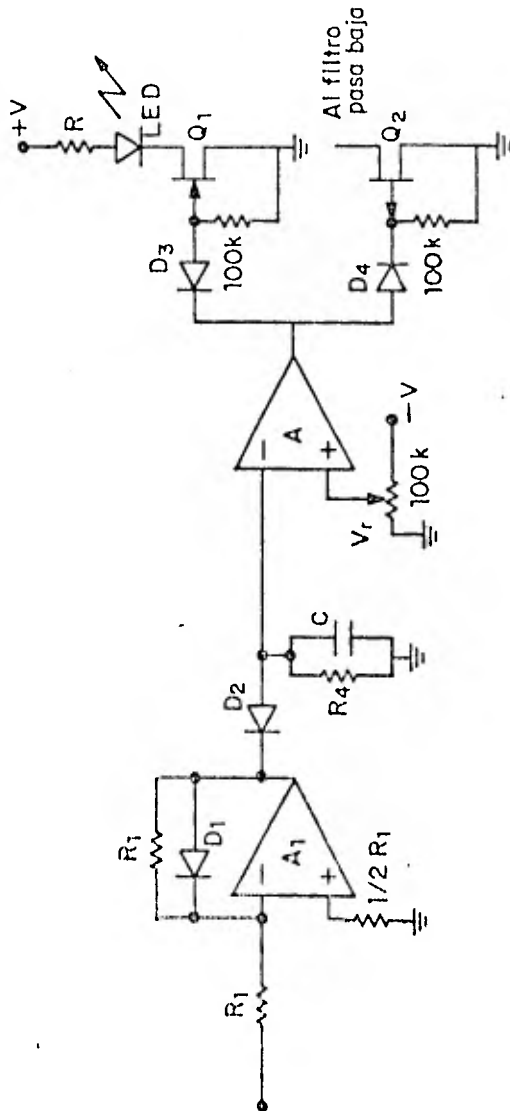 R1
R1
D1
A1
−
+
1/2 R1
D2
R4
C
−
+
A
Vr
100k
−V
D3
100k
D4
100k
+V
R
LED
Q1
Al filtro
pasa baja
Q2